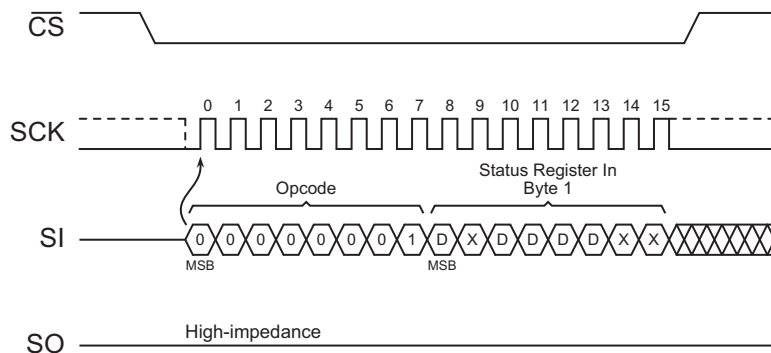 CS
0 1 2 3 4 5 6 7 8 9 10 11 12 13 14 15
SCK
Opcode
Status Register In
Byte 1
SI
0 0 0 0 0 0 0 1 D X D D D D X X
MSB MSB
High-impedance
SO